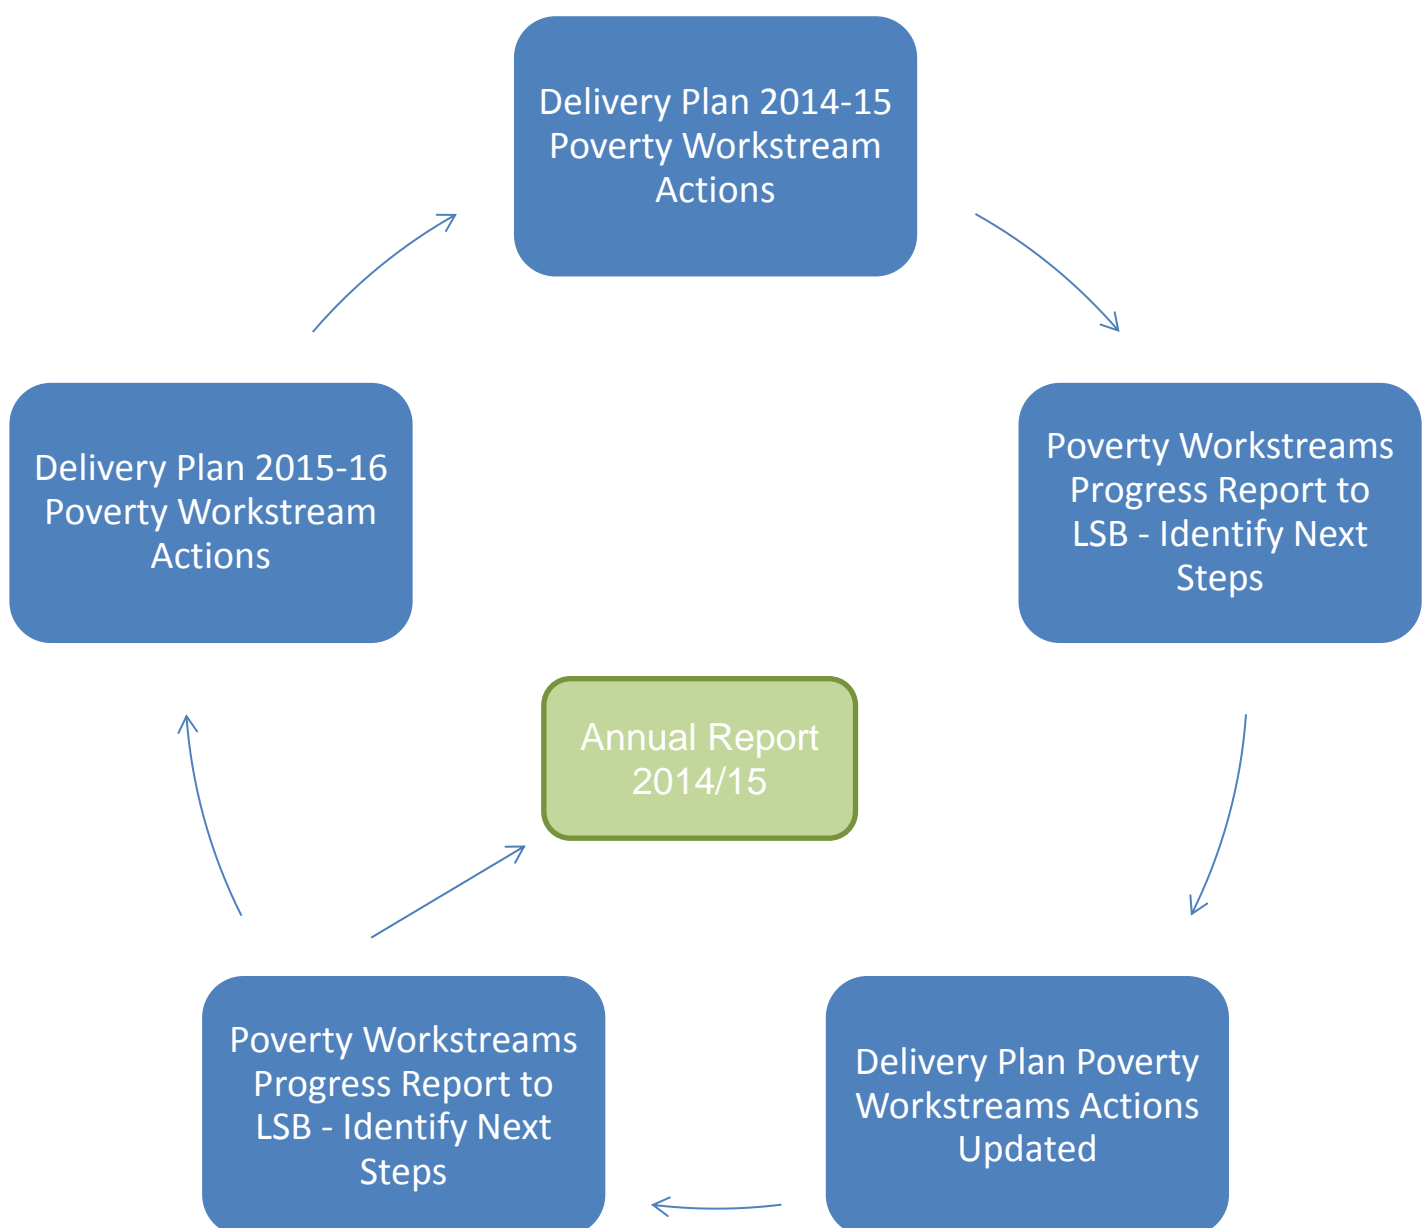 Delivery Plan 2014-15
Poverty Workstream
Actions
Delivery Plan 2015-16
Poverty Workstream
Actions
Poverty Workstreams
Progress Report to
LSB - Identify Next
Steps
Annual Report
2014/15
Poverty Workstreams
Progress Report to
LSB - Identify Next
Steps
Delivery Plan Poverty
Workstreams Actions
Updated